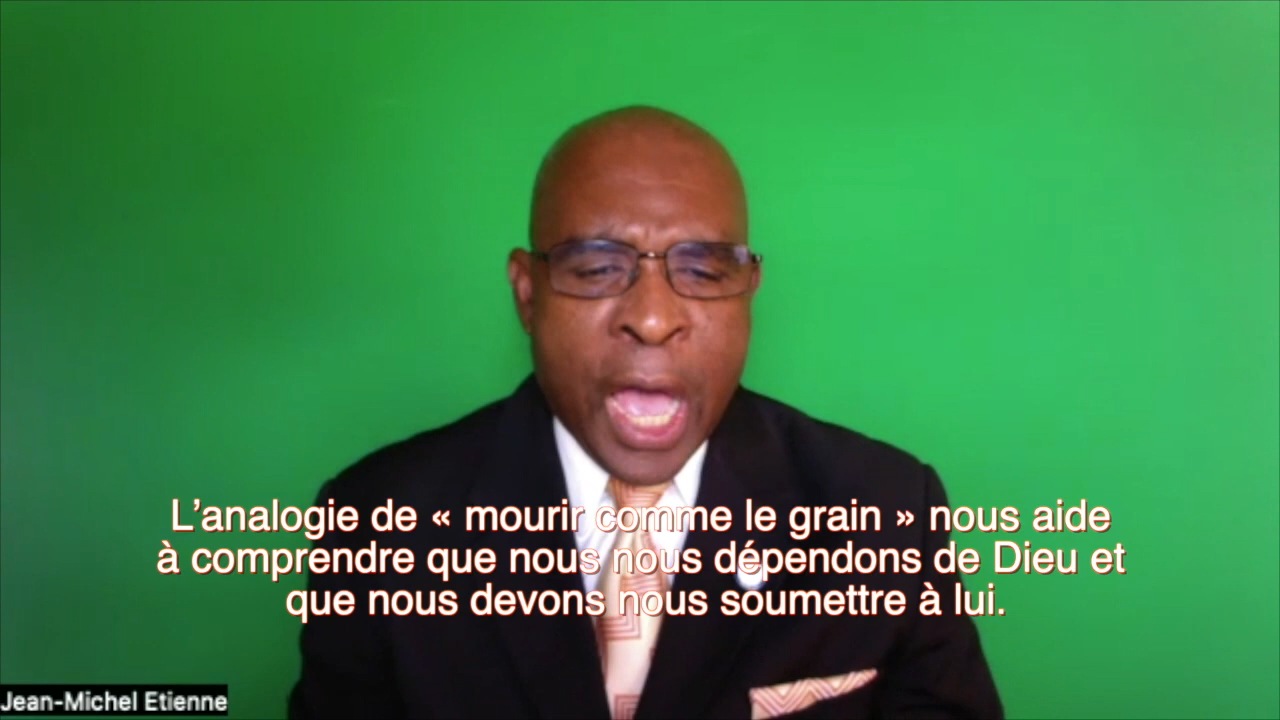 L’analogie de « mourir comme le grain » nous aide
à comprendre que nous nous dépendons de Dieu et
que nous devons nous soumettre à lui.
Jean-Michel Etienne